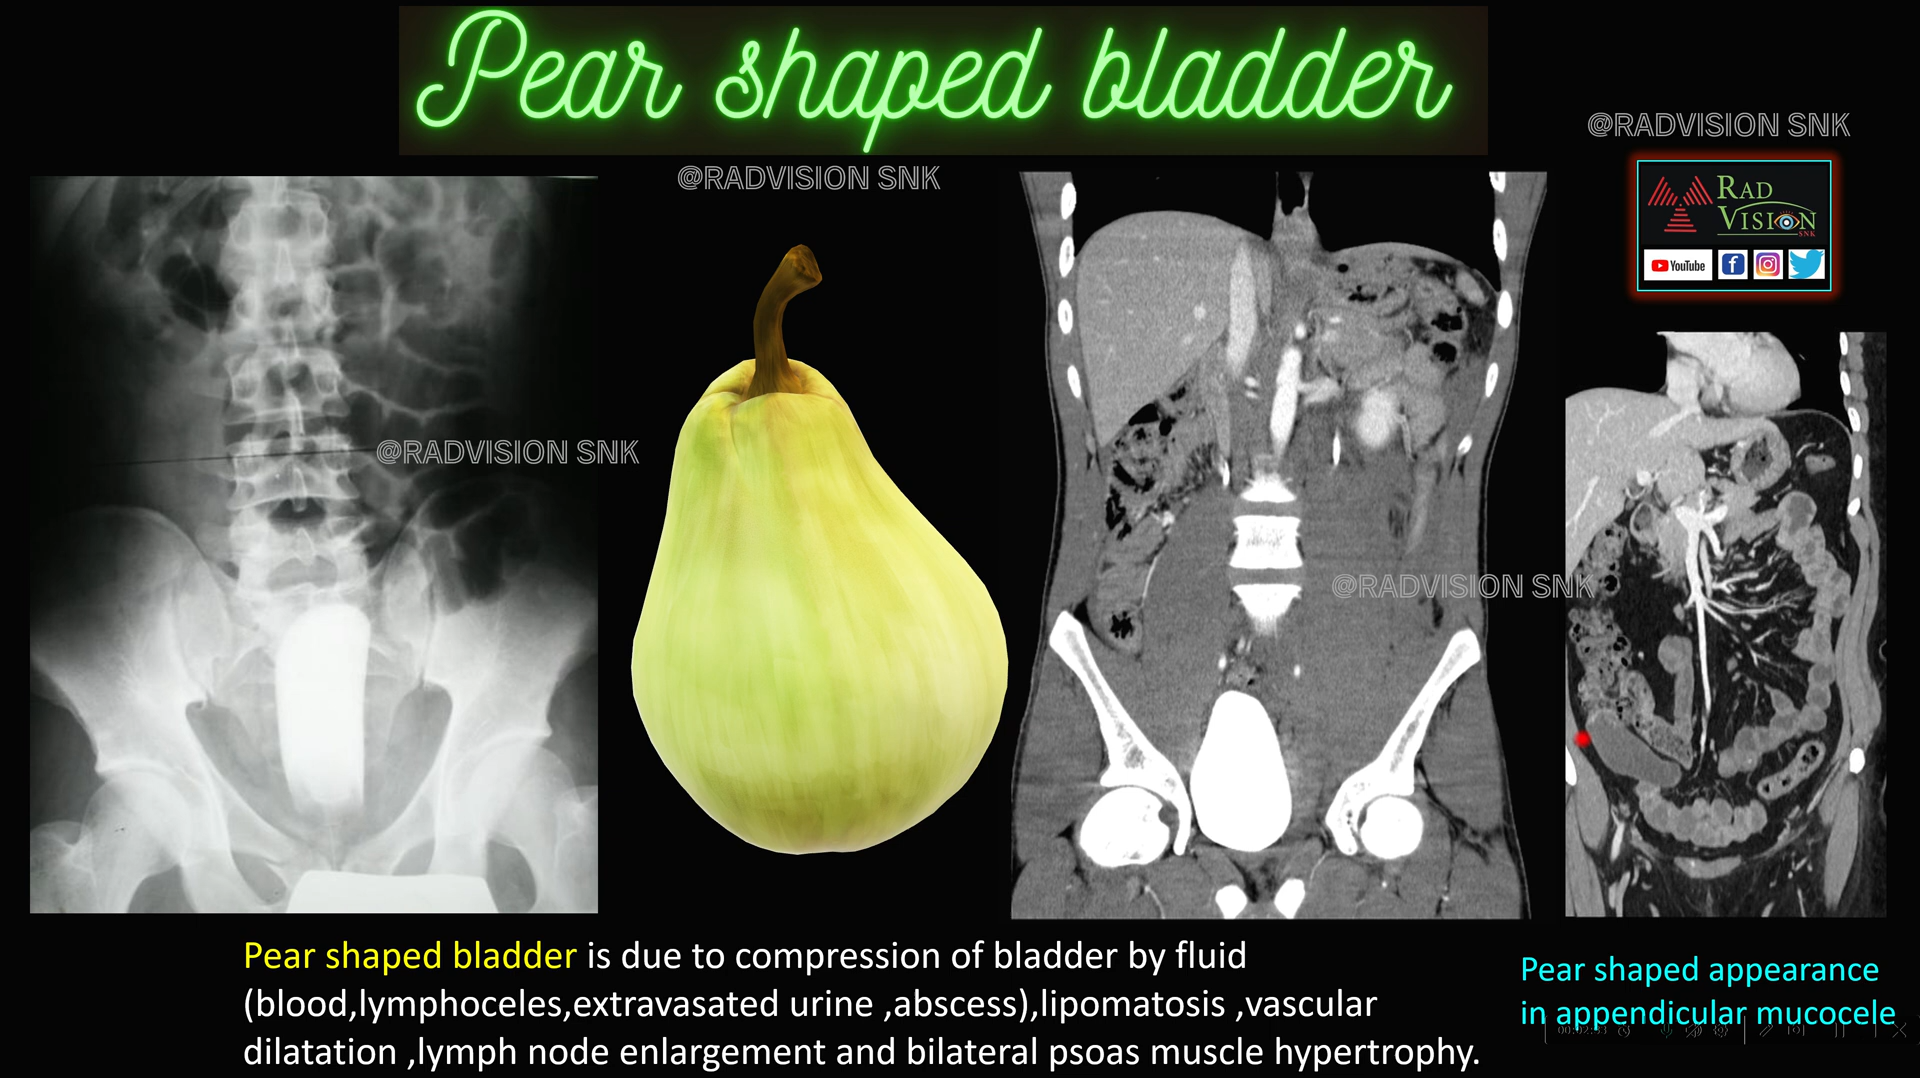 Pear shaped bladder
@RADVISION SNK
@RADVISION SNK
RAD
VISION
SNK
YouTube
@RADVISION SNK
@RADVISION SNK
Pear shaped bladder is due to compression of bladder by fluid
(blood,lymphoceles,extravasated urine ,abscess),lipomatosis ,vascular
dilatation ,lymph node enlargement and bilateral psoas muscle hypertrophy.
Pear shaped appearance
in appendicular mucocele